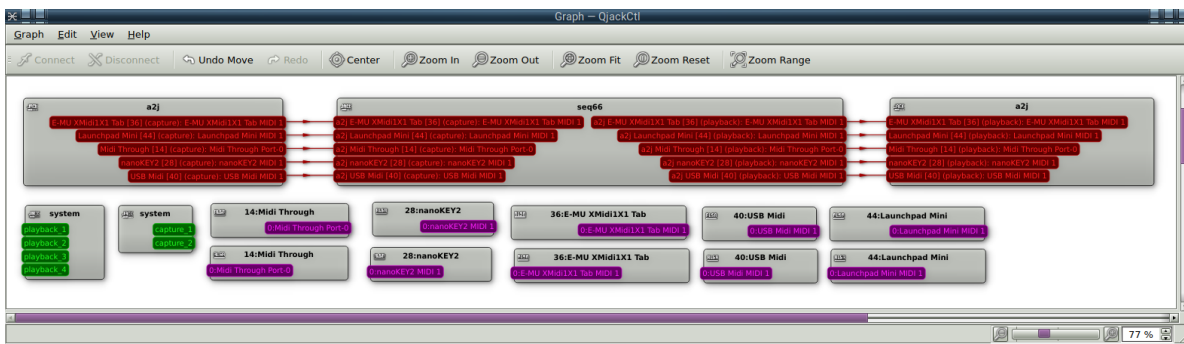 Graph — QjackCtl
Graph Edit View Help
Connect Disconnect Undo Move Redo Center Zoom In Zoom Out Zoom Fit Zoom Reset Zoom Range
a2j
E-MU XMidi1X1 Tab [36] (capture): E-MU XMidi1X1 Tab MIDI 1
Launchpad Mini [44] (capture): Launchpad Mini MIDI 1
Midi Through [14] (capture): Midi Through Port-0
nanoKEY2 [28] (capture): nanoKEY2 MIDI 1
USB Midi [40] (capture): USB Midi MIDI 1
seq66
a2j E-MU XMidi1X1 Tab [36] (capture): E-MU XMidi1X1 Tab MIDI 1
a2j Launchpad Mini [44] (capture): Launchpad Mini MIDI 1
a2j Midi Through [14] (capture): Midi Through Port-0
a2j nanoKEY2 [28] (capture): nanoKEY2 MIDI 1
a2j USB Midi [40] (capture): USB Midi MIDI 1
a2j E-MU XMidi1X1 Tab [36] (playback): E-MU XMidi1X1 Tab MIDI 1
a2j Launchpad Mini [44] (playback): Launchpad Mini MIDI 1
a2j Midi Through [14] (playback): Midi Through Port-0
a2j nanoKEY2 [28] (playback): nanoKEY2 MIDI 1
a2j USB Midi [40] (playback): USB Midi MIDI 1
a2j
E-MU XMidi1X1 Tab [36] (playback): E-MU XMidi1X1 Tab MIDI 1
Launchpad Mini [44] (playback): Launchpad Mini MIDI 1
Midi Through [14] (playback): Midi Through Port-0
nanoKEY2 [28] (playback): nanoKEY2 MIDI 1
USB Midi [40] (playback): USB Midi MIDI 1
system
playback_1
playback_2
playback_3
playback_4
system
capture_1
capture_2
14:Midi Through
0:Midi Through Port-0
28:nanoKEY2
0:nanoKEY2 MIDI 1
36:E-MU XMidi1X1 Tab
0:E-MU XMidi1X1 Tab MIDI 1
40:USB Midi
0:USB Midi MIDI 1
44:Launchpad Mini
0:Launchpad Mini MIDI 1
14:Midi Through
0:Midi Through Port-0
28:nanoKEY2
0:nanoKEY2 MIDI 1
36:E-MU XMidi1X1 Tab
0:E-MU XMidi1X1 Tab MIDI 1
40:USB Midi
0:USB Midi MIDI 1
44:Launchpad Mini
0:Launchpad Mini MIDI 1
77 %